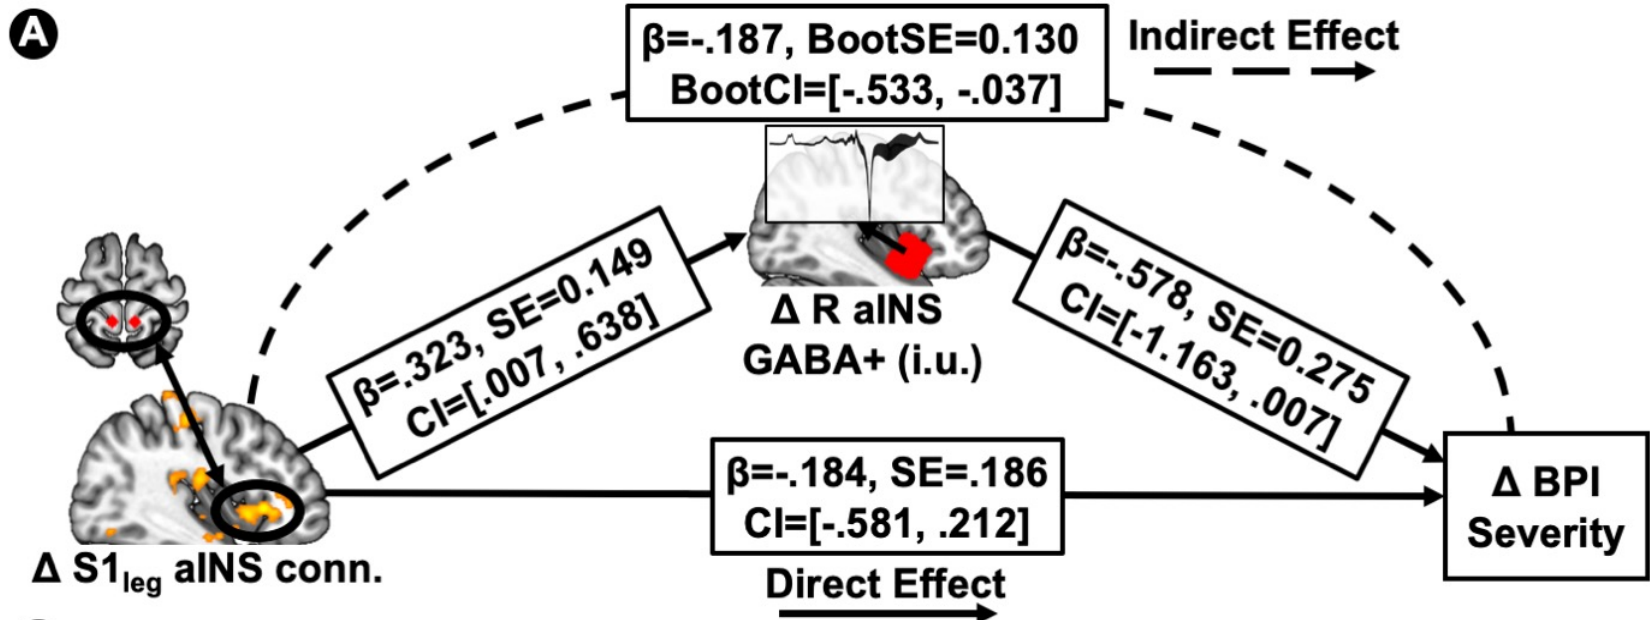 A
β=-.187, BootSE=0.130
BootCI=[-.533, -.037]
Indirect Effect
β=.323, SE=0.149
CI=[.007, .638]
Δ R aINS
GABA+ (i.u.)
β=-.578, SE=0.275
CI=[-1.163, .007]
β=-.184, SE=.186
CI=[-.581, .212]
Direct Effect
Δ S1leg aINS conn.
Δ BPI
Severity